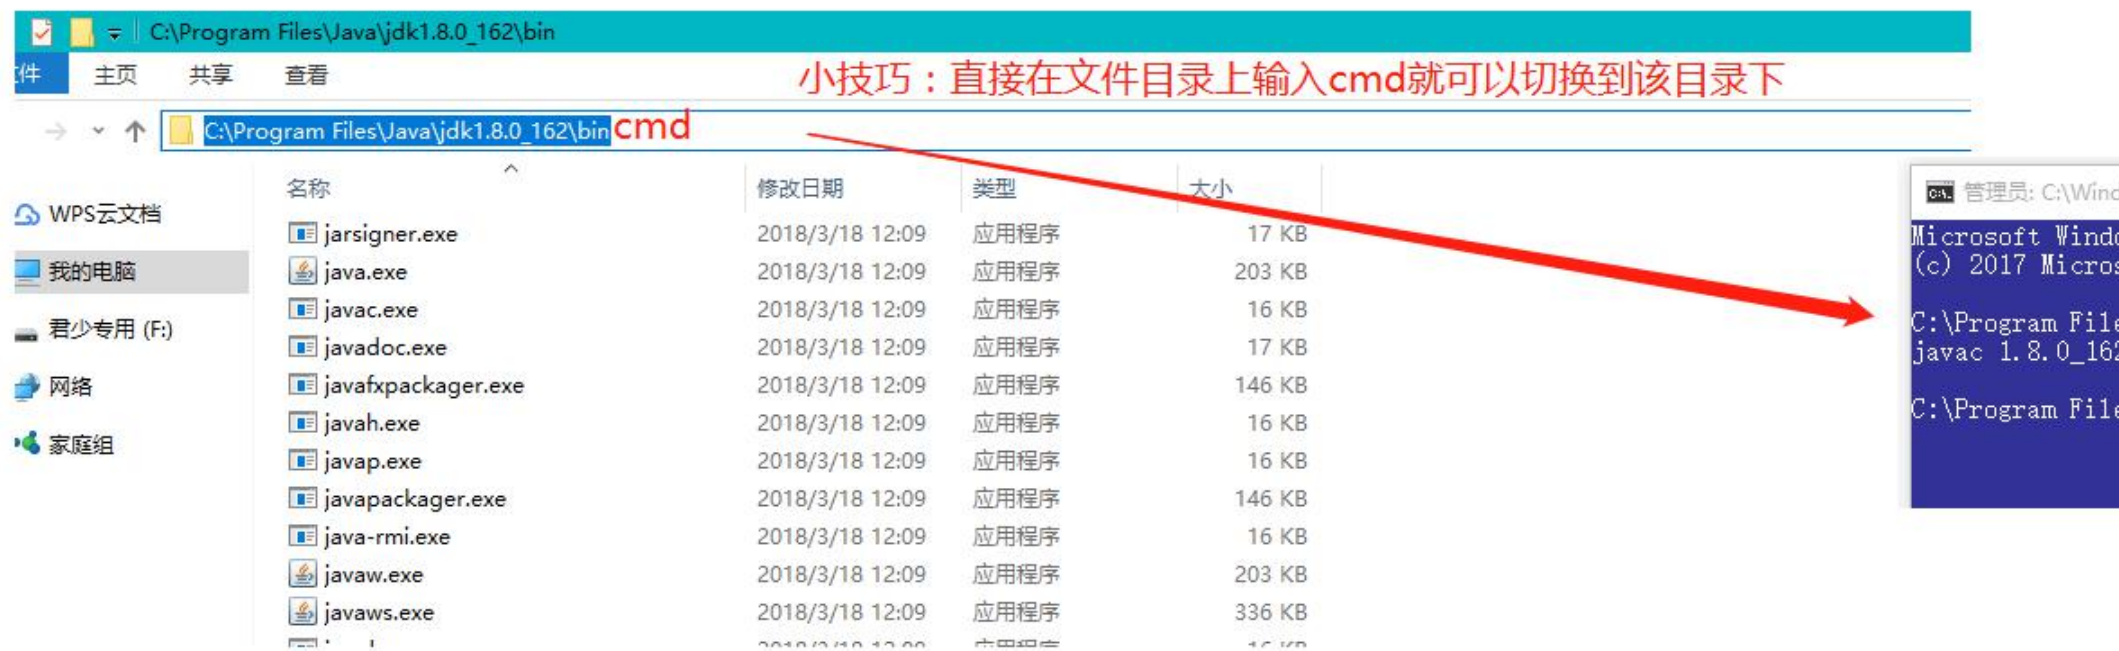 C:\Program Files\Java\jdk1.8.0_162\bin
件 主页 共享 查看
小技巧：直接在文件目录上输入cmd就可以切换到该目录下
C:\Program Files\Java\jdk1.8.0_162\bin cmd
WPS云文档
我的电脑
君少专用 (F:)
网络
家庭组
名称 修改日期 类型 大小
jarsigner.exe 2018/3/18 12:09 应用程序 17 KB
java.exe 2018/3/18 12:09 应用程序 203 KB
javac.exe 2018/3/18 12:09 应用程序 16 KB
javadoc.exe 2018/3/18 12:09 应用程序 17 KB
javafxpackager.exe 2018/3/18 12:09 应用程序 146 KB
javah.exe 2018/3/18 12:09 应用程序 16 KB
javap.exe 2018/3/18 12:09 应用程序 16 KB
javapackager.exe 2018/3/18 12:09 应用程序 146 KB
java-rmi.exe 2018/3/18 12:09 应用程序 16 KB
javaw.exe 2018/3/18 12:09 应用程序 203 KB
javaws.exe 2018/3/18 12:09 应用程序 336 KB
管理员: C:\Winc
Microsoft Windo
(c) 2017 Micros
C:\Program File
javac 1.8.0_162
C:\Program File